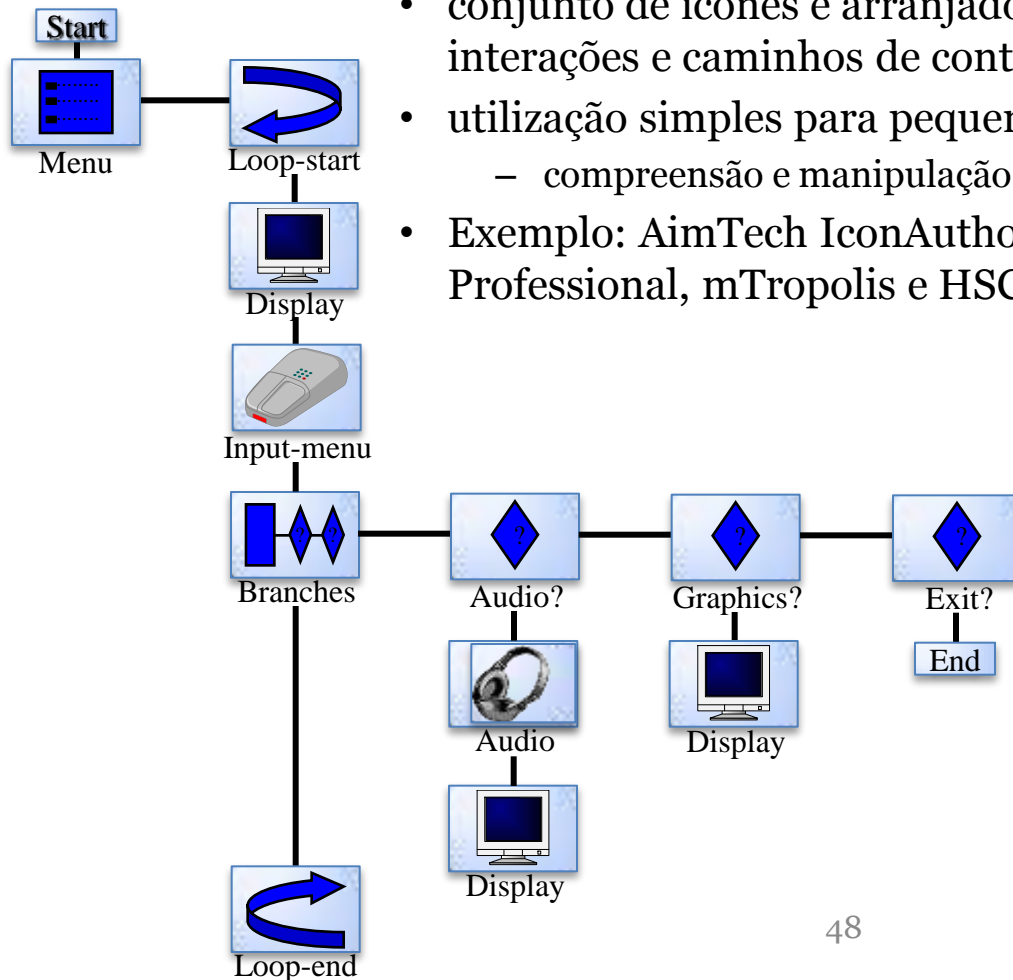 • conjunto de ícones é arranjado
interações e caminhos de cont
• utilização simples para pequen
– compreensão e manipulação
• Exemplo: AimTech IconAutho
Professional, mTropolis e HSC
Start
Menu
Loop-start
Display
Input-menu
? ?
Branches
?
Audio?
?
Graphics?
?
Exit?
End
Audio
Display
Display
Loop-end
48